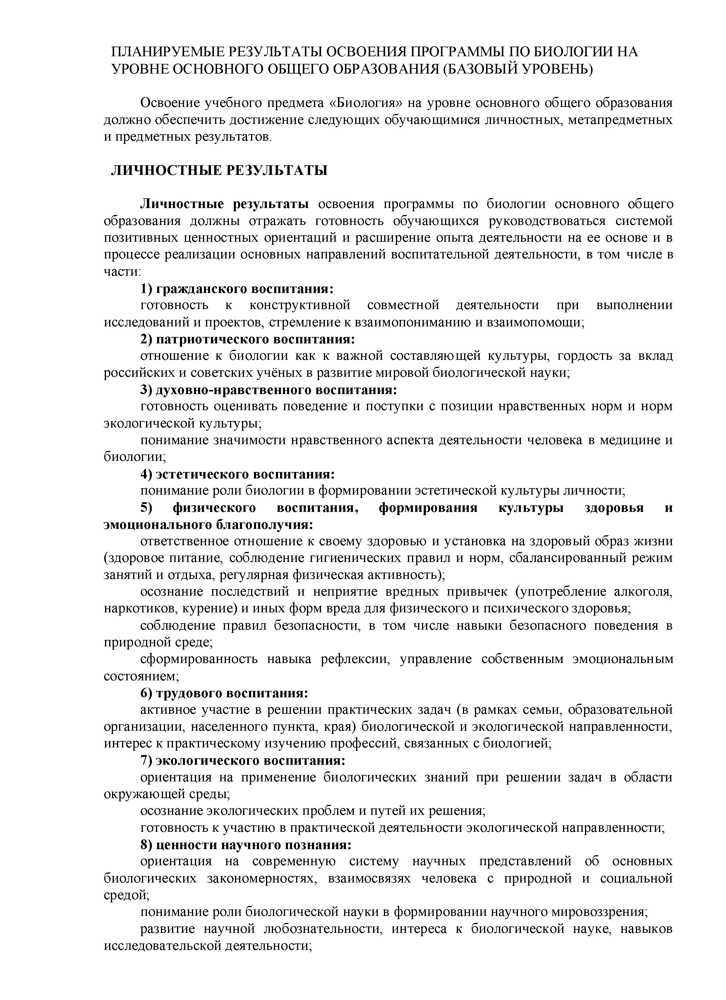 ПЛАНИРУЕМЫЕ РЕЗУЛЬТАТЫ ОСВОЕНИЯ ПРОГРАММЫ ПО БИОЛОГИИ НА
УРОВНЕ ОСНОВНОГО ОБЩЕГО ОБРАЗОВАНИЯ (БАЗОВЫЙ УРОВЕНЬ)
Освоение учебного предмета «Биология» на уровне основного общего образования
должно обеспечить достижение следующих обучающимися личностных, метапредметных
и предметных результатов.
ЛИЧНОСТНЫЕ РЕЗУЛЬТАТЫ
Личностные результаты освоения программы по биологии основного общего
образования должны отражать готовность обучающихся руководствоваться системой
позитивных ценностных ориентаций и расширение опыта деятельности на ее основе и в
процессе реализации основных направлений воспитательной деятельности, в том числе в
части:
1) гражданского воспитания:
готовность к конструктивной совместной деятельности при выполнении
исследований и проектов, стремление к взаимопониманию и взаимопомощи;
2) патриотического воспитания:
отношение к биологии как к важной составляющей культуры, гордость за вклад
российских и советских учёных в развитие мировой биологической науки;
3) духовно-нравственного воспитания:
готовность оценивать поведение и поступки с позиции нравственных норм и норм
экологической культуры;
понимание значимости нравственного аспекта деятельности человека в медицине и
биологии;
4) эстетического воспитания:
понимание роли биологии в формировании эстетической культуры личности;
5) физического воспитания, формирования культуры здоровья и
эмоционального благополучия:
ответственное отношение к своему здоровью и установка на здоровый образ жизни
(здоровое питание, соблюдение гигиенических правил и норм, сбалансированный режим
занятий и отдыха, регулярная физическая активность);
осознание последствий и неприятие вредных привычек (употребление алкоголя,
наркотиков, курение) и иных форм вреда для физического и психического здоровья;
соблюдение правил безопасности, в том числе навыки безопасного поведения в
природной среде;
сформированность навыка рефлексии, управление собственным эмоциональным
состоянием;
6) трудового воспитания:
активное участие в решении практических задач (в рамках семьи, образовательной
организации, населенного пункта, края) биологической и экологической направленности,
интерес к практическому изучению профессий, связанных с биологией;
7) экологического воспитания:
ориентация на применение биологических знаний при решении задач в области
окружающей среды;
осознание экологических проблем и путей их решения;
готовность к участию в практической деятельности экологической направленности;
8) ценности научного познания:
ориентация на современную систему научных представлений об основных
биологических закономерностях, взаимосвязях человека с природной и социальной
средой;
понимание роли биологической науки в формировании научного мировоззрения;
развитие научной любознательности, интереса к биологической науке, навыков
исследовательской деятельности;